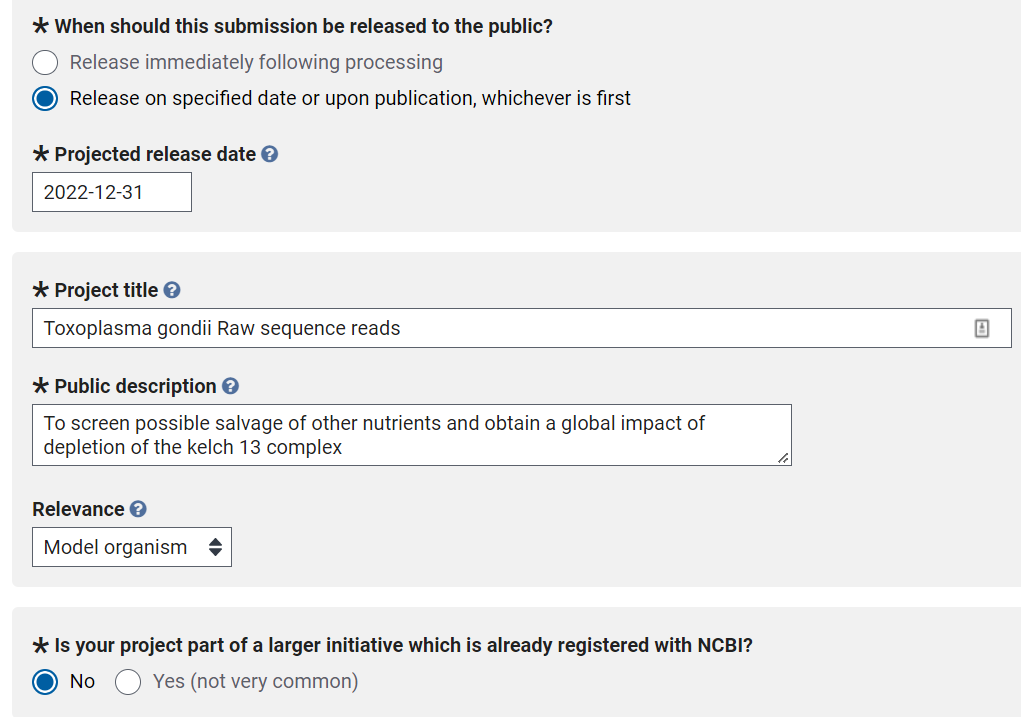 * When should this submission be released to the public?
Release immediately following processing
Release on specified date or upon publication, whichever is first
* Projected release date ?
2022-12-31
* Project title ?
Toxoplasma gondii Raw sequence reads
* Public description ?
To screen possible salvage of other nutrients and obtain a global impact of
depletion of the kelch 13 complex
Relevance ?
Model organism
* Is your project part of a larger initiative which is already registered with NCBI?
No Yes (not very common)